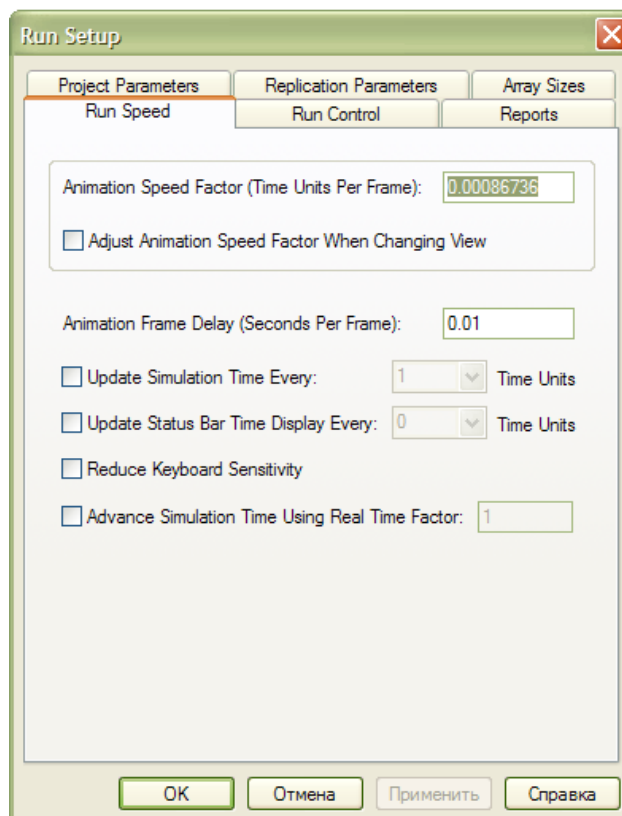 Run Setup
Project Parameters Replication Parameters Array Sizes
Run Speed Run Control Reports
Animation Speed Factor (Time Units Per Frame): 0.00086736
Adjust Animation Speed Factor When Changing View
Animation Frame Delay (Seconds Per Frame): 0.01
Update Simulation Time Every: 1 Time Units
Update Status Bar Time Display Every: 0 Time Units
Reduce Keyboard Sensitivity
Advance Simulation Time Using Real Time Factor: 1
OK Отмена Применить Справка